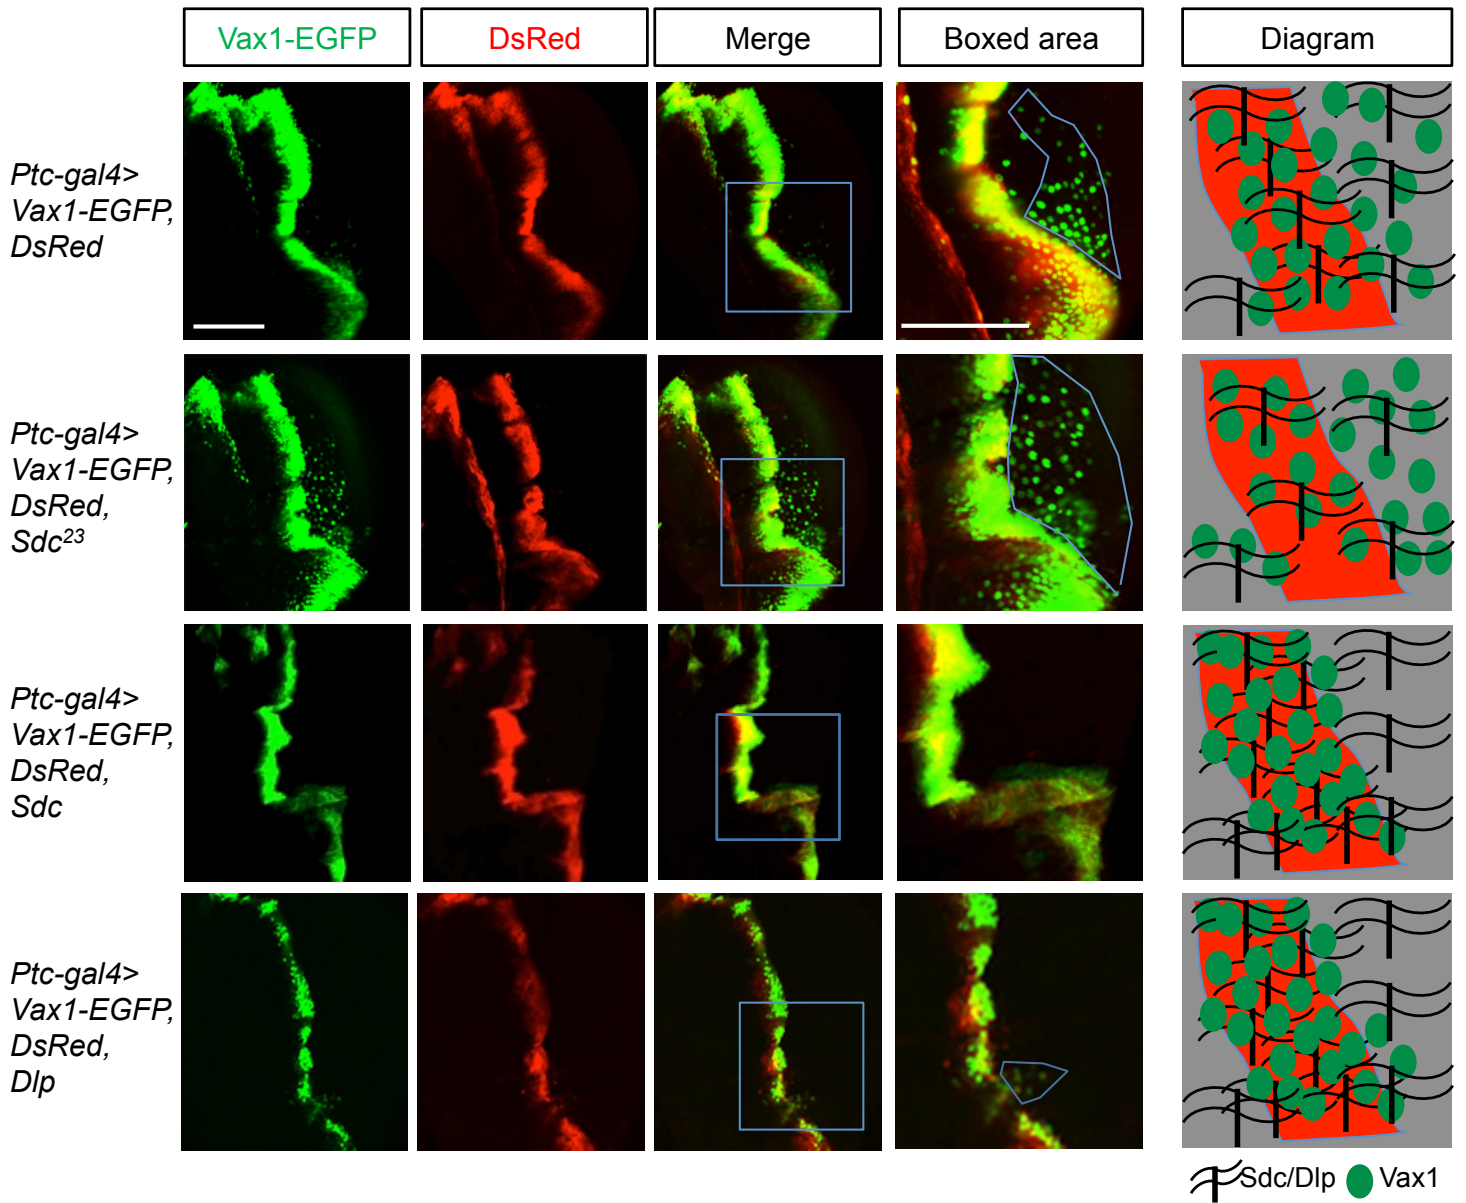 Vax1-EGFP
DsRed
Merge
Boxed area
Diagram
Ptc-gal4>
Vax1-EGFP,
DsRed
Ptc-gal4>
Vax1-EGFP,
DsRed,
Sdc²³
Ptc-gal4>
Vax1-EGFP,
DsRed,
Sdc
Ptc-gal4>
Vax1-EGFP,
DsRed,
Dlp
Sdc/Dlp
Vax1